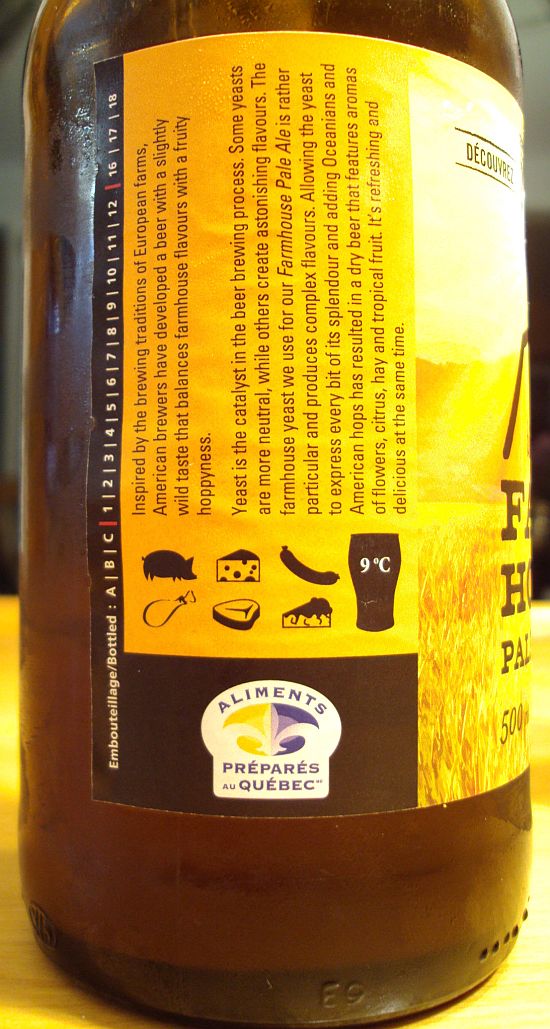 Embouteillage/Bottled : A | B | C | 1 | 2 | 3 | 4 | 5 | 6 | 7 | 8 | 9 | 10 | 11 | 12 | 16 | 17 | 18
Inspired by the brewing traditions of European farms,
American brewers have developed a beer with a slightly
wild taste that balances farmhouse flavours with a fruity
hoppyness.
Yeast is the catalyst in the beer brewing process. Some yeasts
are more neutral, while others create astonishing flavours. The
farmhouse yeast we use for our Farmhouse Pale Ale is rather
particular and produces complex flavours. Allowing the yeast
to express every bit of its splendour and adding Oceanians and
American hops has resulted in a dry beer that features aromas
of flowers, citrus, hay and tropical fruit. It's refreshing and
delicious at the same time.
9 °C
ALIMENTS
PRÉPARÉS
AU QUÉBEC
DÉCOUVREZ
FA
HO
PAL
500
E9